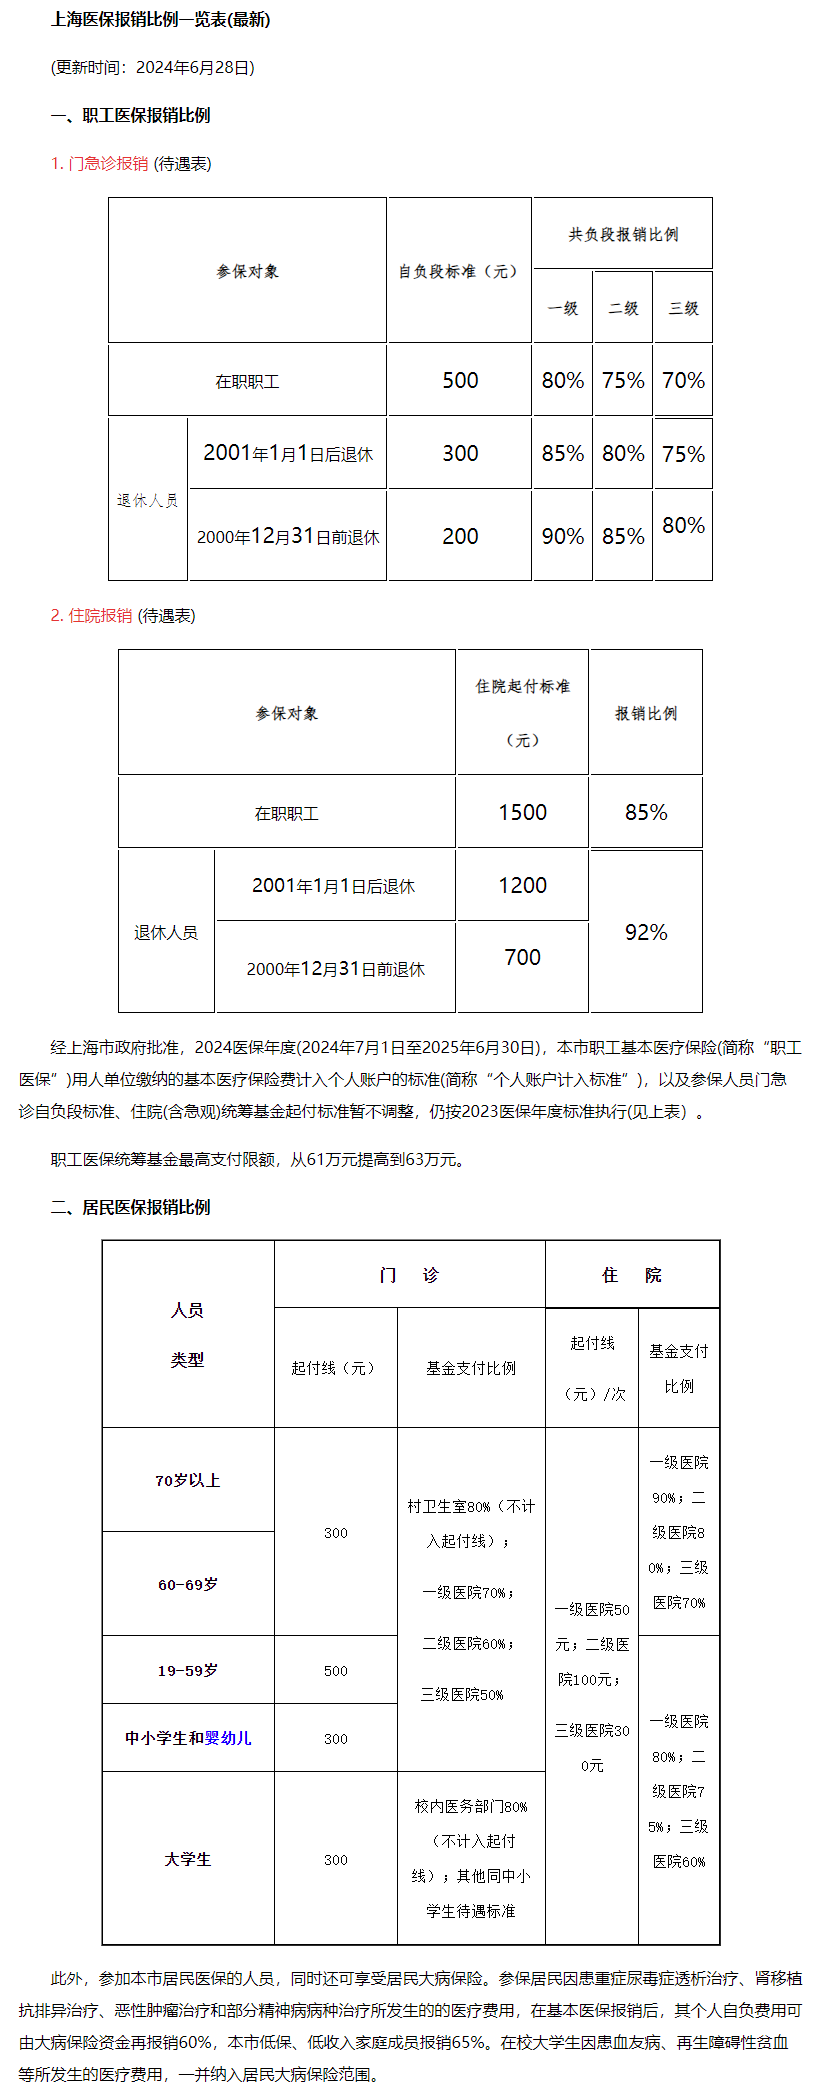 上海医保报销比例一览表(最新)
(更新时间：2024年6月28日)
一、职工医保报销比例
1. 门急诊报销 (待遇表)
参保对象
自负段标准（元）
共负段报销比例
一级
二级
三级
在职职工
500
80%
75%
70%
退休人员
2001年1月1日后退休
300
85%
80%
75%
2000年12月31日前退休
200
90%
85%
80%
2. 住院报销 (待遇表)
参保对象
住院起付标准
（元）
报销比例
在职职工
1500
85%
退休人员
2001年1月1日后退休
1200
92%
2000年12月31日前退休
700
经上海市政府批准，2024医保年度(2024年7月1日至2025年6月30日)，本市职工基本医疗保险(简称“职工
医保”)用人单位缴纳的基本医疗保险费计入个人账户的标准(简称“个人账户计入标准”)，以及参保人员门急
诊自负段标准、住院(含急观)统筹基金起付标准暂不调整，仍按2023医保年度标准执行(见上表）。
职工医保统筹基金最高支付限额，从61万元提高到63万元。
二、居民医保报销比例
人员
类型
门 诊
住 院
起付线（元）
基金支付比例
起付线
（元）/次
基金支付
比例
70岁以上
300
村卫生室80%（不计
入起付线）；
一级医院70%；
二级医院60%；
三级医院50%
一级医院50
元；二级医
院100元；
三级医院30
0元
一级医院
90%；二
级医院8
0%；三级
医院70%
60-69岁
19-59岁
500
一级医院
80%；二
级医院7
5%；三级
医院60%
中小学生和婴幼儿
300
大学生
300
校内医务部门80%
（不计入起付
线）；其他同中小
学生待遇标准
此外，参加本市居民医保的人员，同时还可享受居民大病保险。参保居民因患重症尿毒症透析治疗、肾移植
抗排异治疗、恶性肿瘤治疗和部分精神病病种治疗所发生的的医疗费用，在基本医保报销后，其个人自负费用可
由大病保险资金再报销60%，本市低保、低收入家庭成员报销65%。在校大学生因患血友病、再生障碍性贫血
等所发生的医疗费用，一并纳入居民大病保险范围。